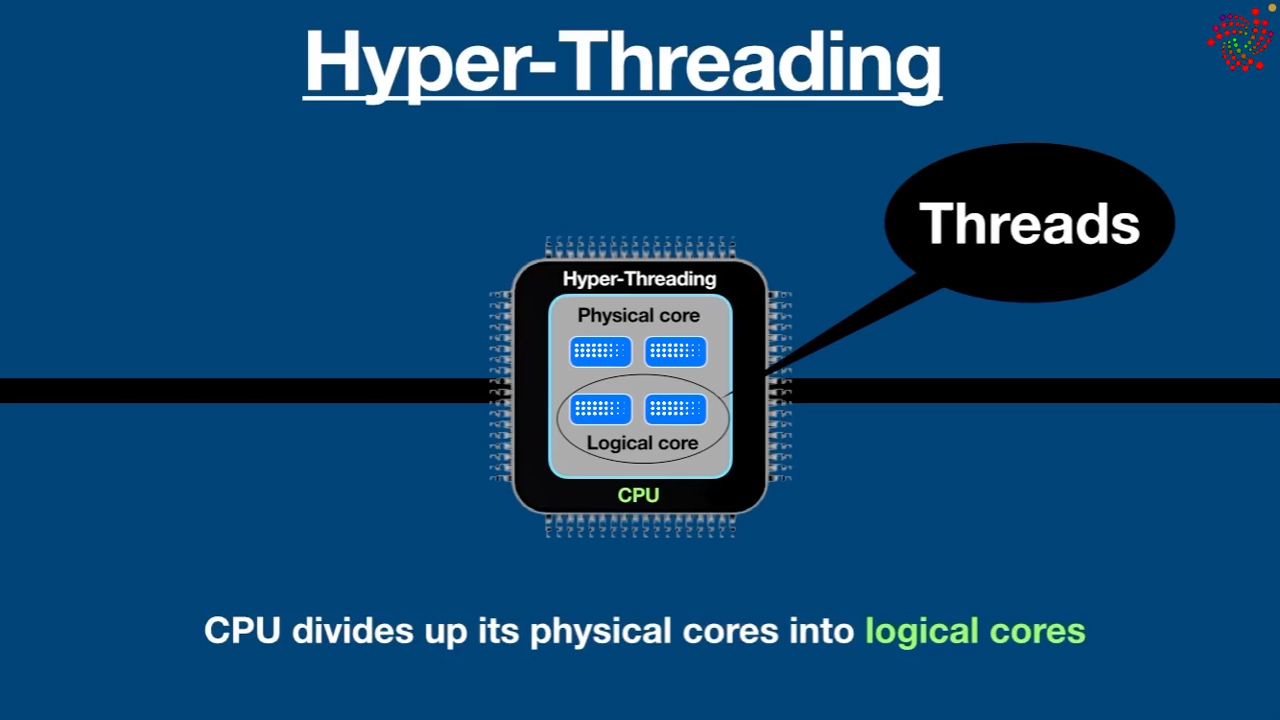 Hyper-Threading
Threads
Hyper-Threading
Physical core
Logical core
CPU
CPU divides up its physical cores into logical cores